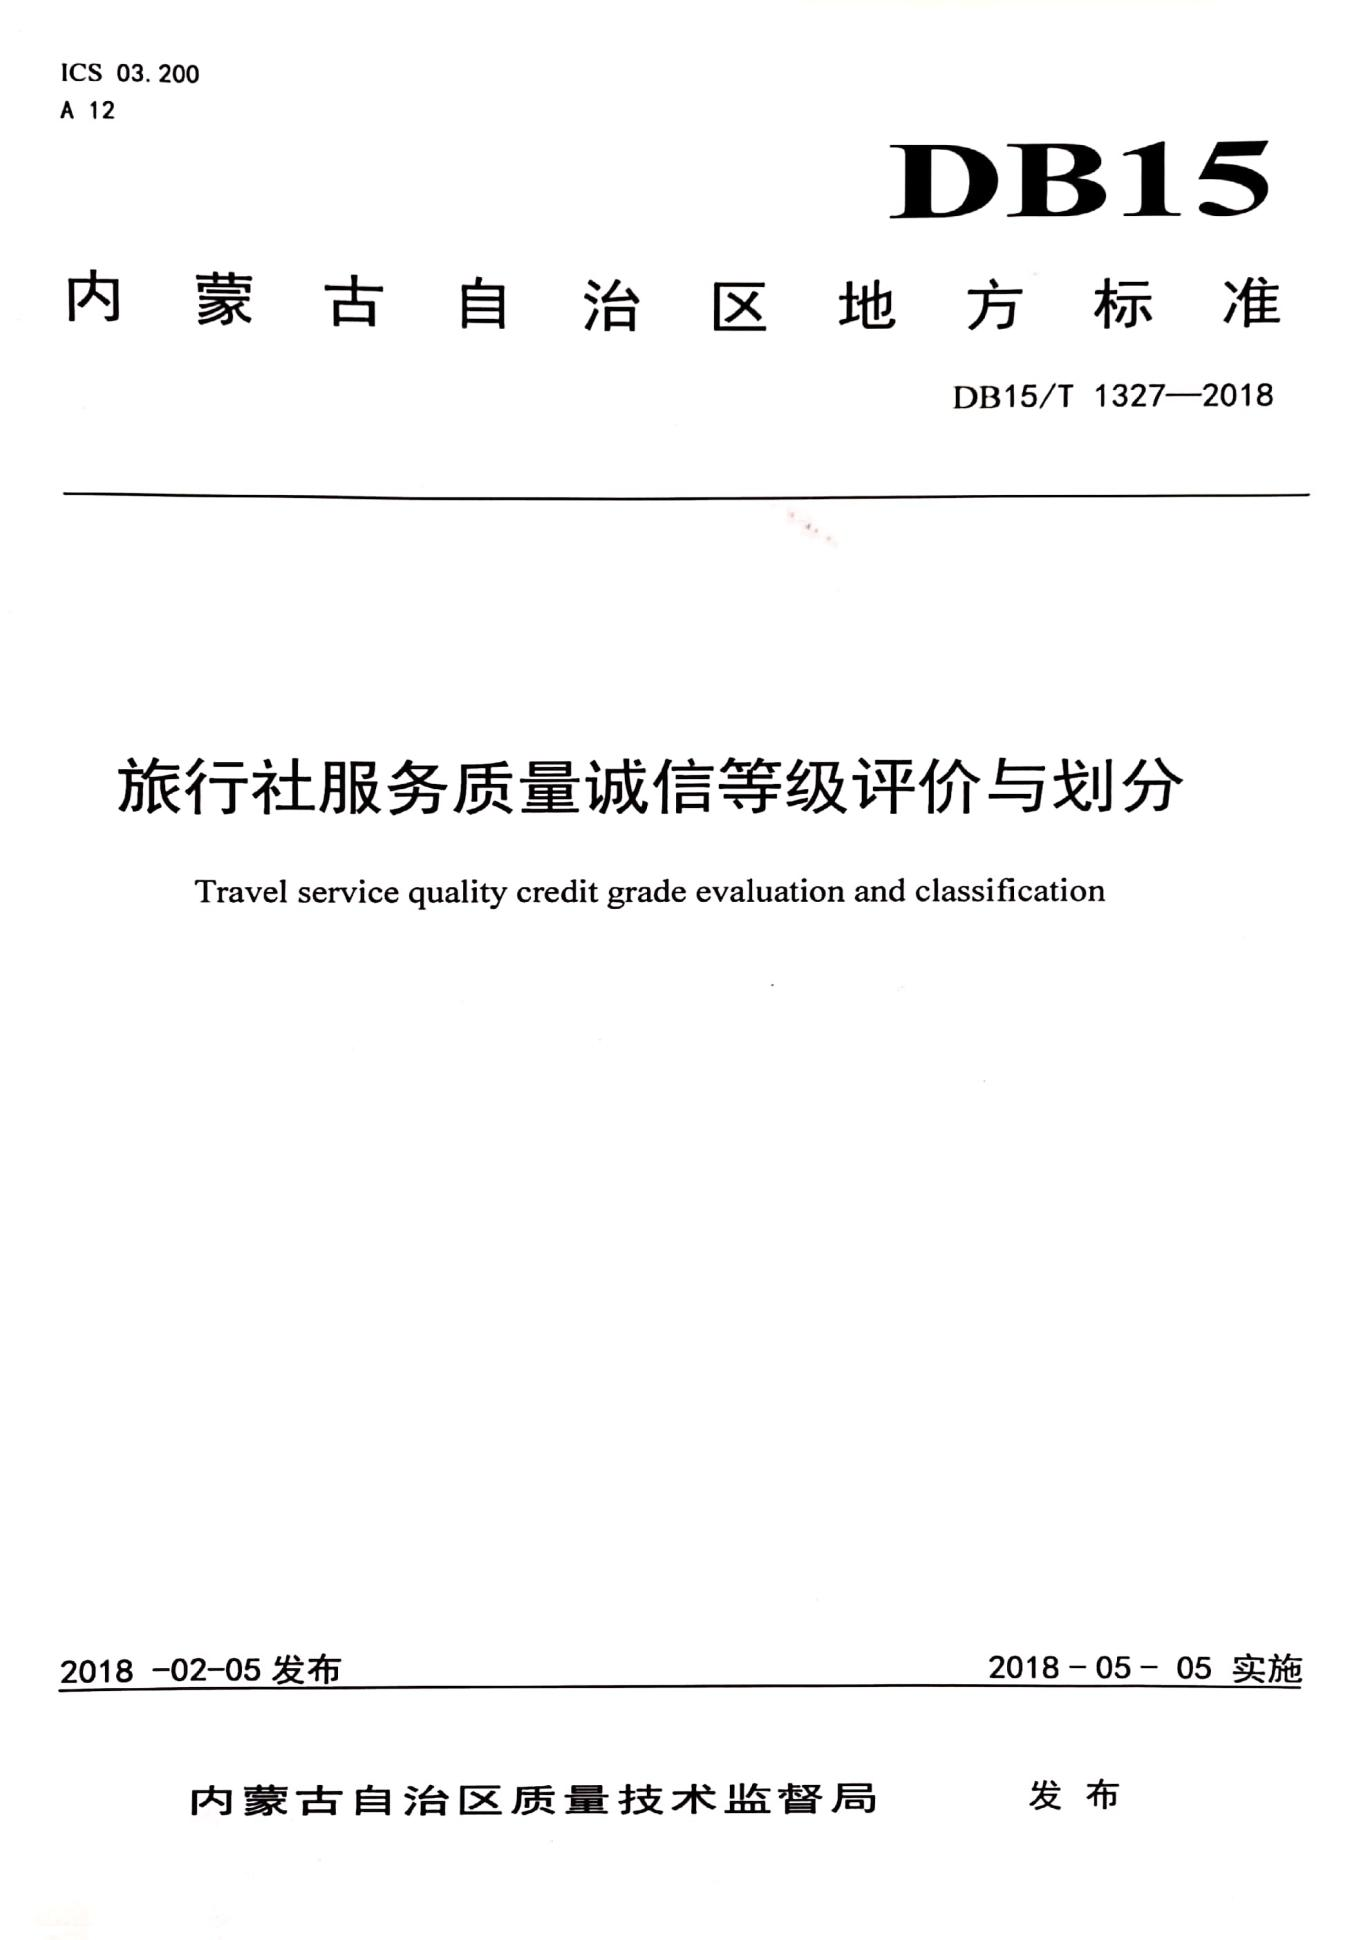 ICS 03.200
A 12
DB15
内蒙古自治区地方标准
DB15/T 1327—2018
旅行社服务质量诚信等级评价与划分
Travel service quality credit grade evaluation and classification
2018 -02-05 发布
2018-05- 05 实施
内蒙古自治区质量技术监督局 发布